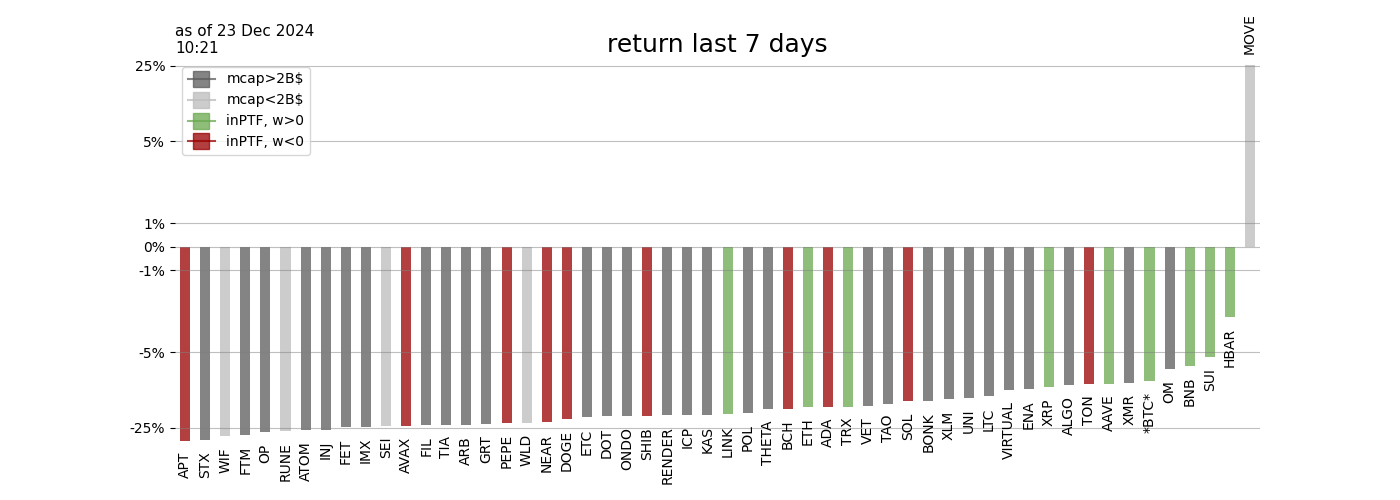 as of 23 Dec 2024
10:21
return last 7 days
MOVE
25%
5%
1%
0%
-1%
-5%
-25%
mcap>2B$
mcap<2B$
inPTF, w>0
inPTF, w<0
APT
STX
WIF
FTM
OP
RUNE
ATOM
INJ
FET
IMX
SEI
AVAX
FIL
TIA
ARB
GRT
PEPE
WLD
NEAR
DOGE
ETC
DOT
ONDO
SHIB
RENDER
ICP
KAS
LINK
POL
THETA
BCH
ETH
ADA
TRX
VET
TAO
SOL
BONK
XLM
UNI
LTC
VIRTUAL
ENA
XRP
ALGO
TON
AAVE
XMR
*BTC*
OM
BNB
SUI
HBAR